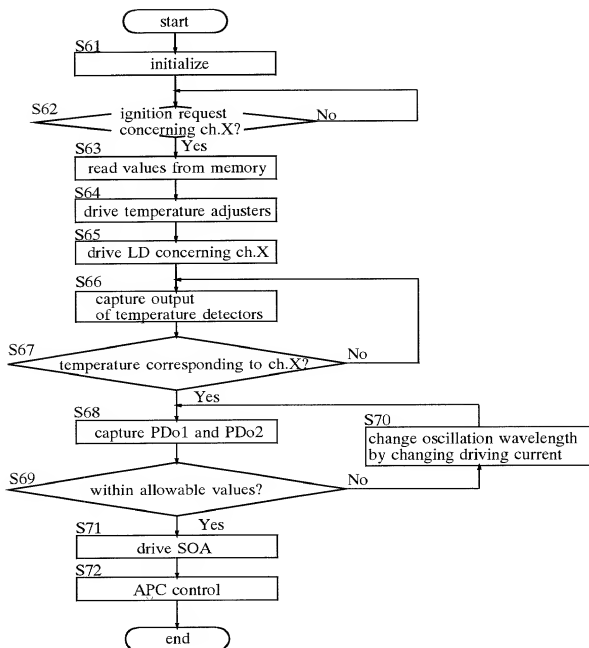 start
S61
initialize
S62
ignition request
concerning ch.X?
No
Yes
S63
read values from memory
S64
drive temperature adjusters
S65
drive LD concerning ch.X
S66
capture output
of temperature detectors
S67
temperature corresponding to ch.X?
No
Yes
S68
capture PDo1 and PDo2
S70
change oscillation wavelength
by changing driving current
S69
within allowable values?
No
Yes
S71
drive SOA
S72
APC control
end